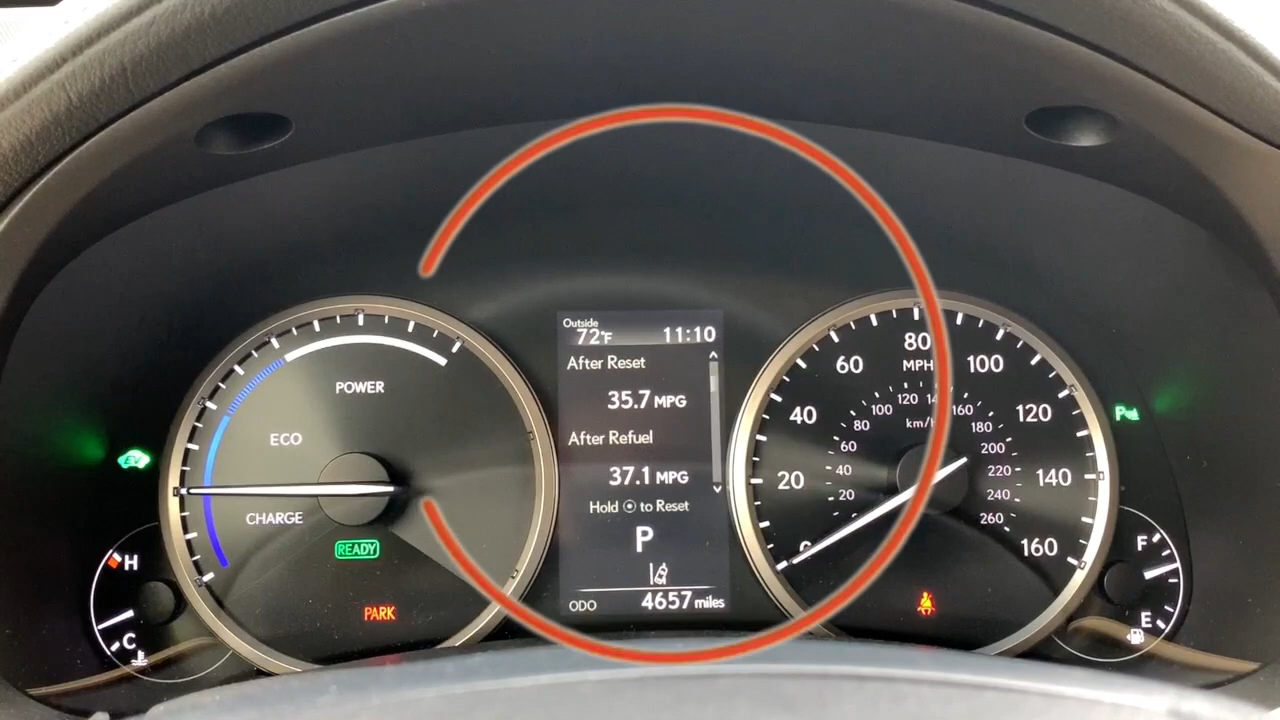 POWER
ECO
CHARGE
READY
PARK
EV
H
C
Outside
72°F 11:10
After Reset
35.7 MPG
After Refuel
37.1 MPG
Hold ⊙ to Reset
P
ODO 4657 miles
0
20
40
60
80
100
120
140
160
MPH
20
40
60
80
100
120
160
180
200
220
240
260
km/h
P
F
E